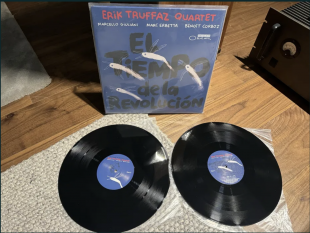 ERIK TRUFFAZ QUARTET
MARCELLO GIULIANI MARC ERBETTA BENOIT CORBOZ
EL
TIEMPO
de la
Revolución